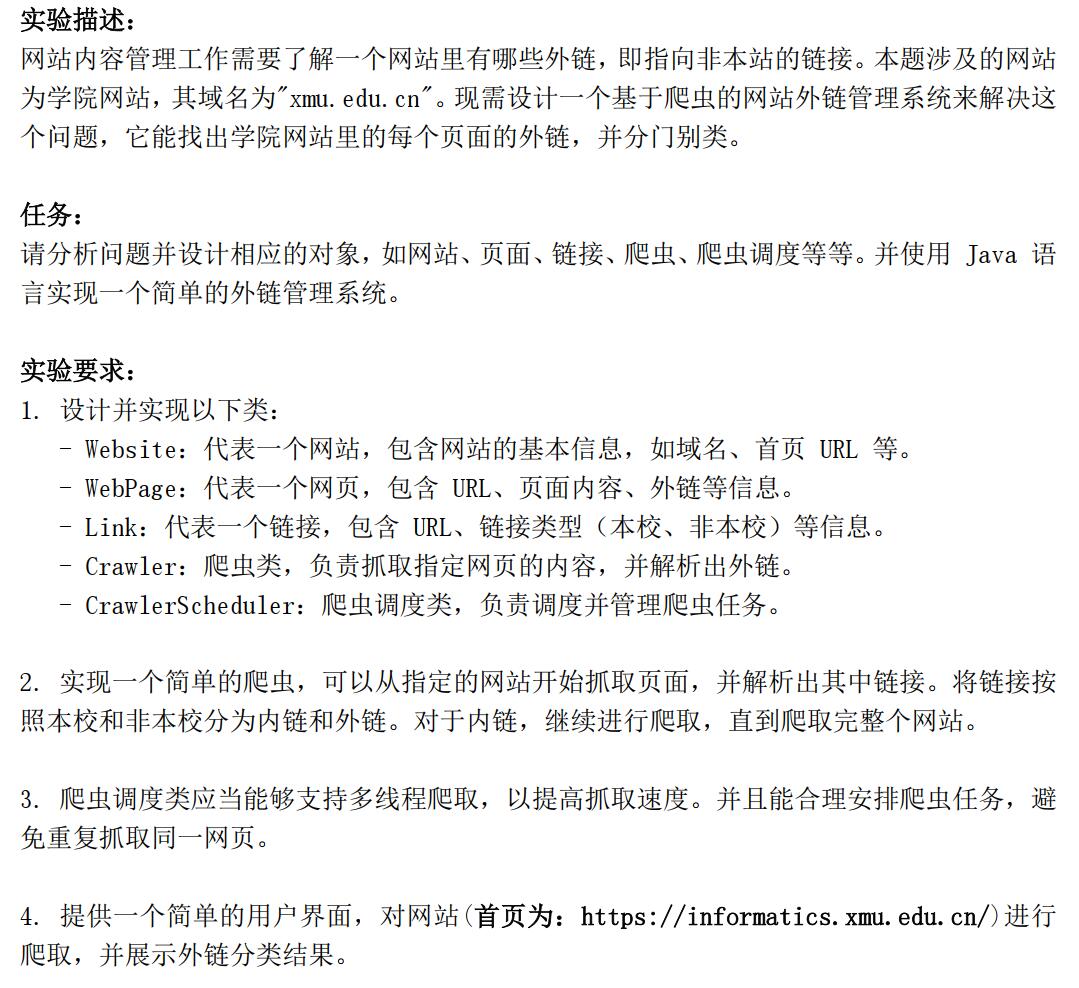 实验描述：
网站内容管理工作需要了解一个网站里有哪些外链，即指向非本站的链接。本题涉及的网站
为学院网站，其域名为"xmu.edu.cn"。现需设计一个基于爬虫的网站外链管理系统来解决这
个问题，它能找出学院网站里的每个页面的外链，并分门别类。
任务：
请分析问题并设计相应的对象，如网站、页面、链接、爬虫、爬虫调度等等。并使用 Java 语
言实现一个简单的外链管理系统。
实验要求：
1. 设计并实现以下类：
- Website：代表一个网站，包含网站的基本信息，如域名、首页 URL 等。
- WebPage：代表一个网页，包含 URL、页面内容、外链等信息。
- Link：代表一个链接，包含 URL、链接类型（本校、非本校）等信息。
- Crawler：爬虫类，负责抓取指定网页的内容，并解析出外链。
- CrawlerScheduler：爬虫调度类，负责调度并管理爬虫任务。
2. 实现一个简单的爬虫，可以从指定的网站开始抓取页面，并解析出其中链接。将链接按
照本校和非本校分为内链和外链。对于内链，继续进行爬取，直到爬取完整个网站。
3. 爬虫调度类应当能够支持多线程爬取，以提高抓取速度。并且能合理安排爬虫任务，避
免重复抓取同一网页。
4. 提供一个简单的用户界面，对网站(首页为：https://informatics.xmu.edu.cn/)进行
爬取，并展示外链分类结果。